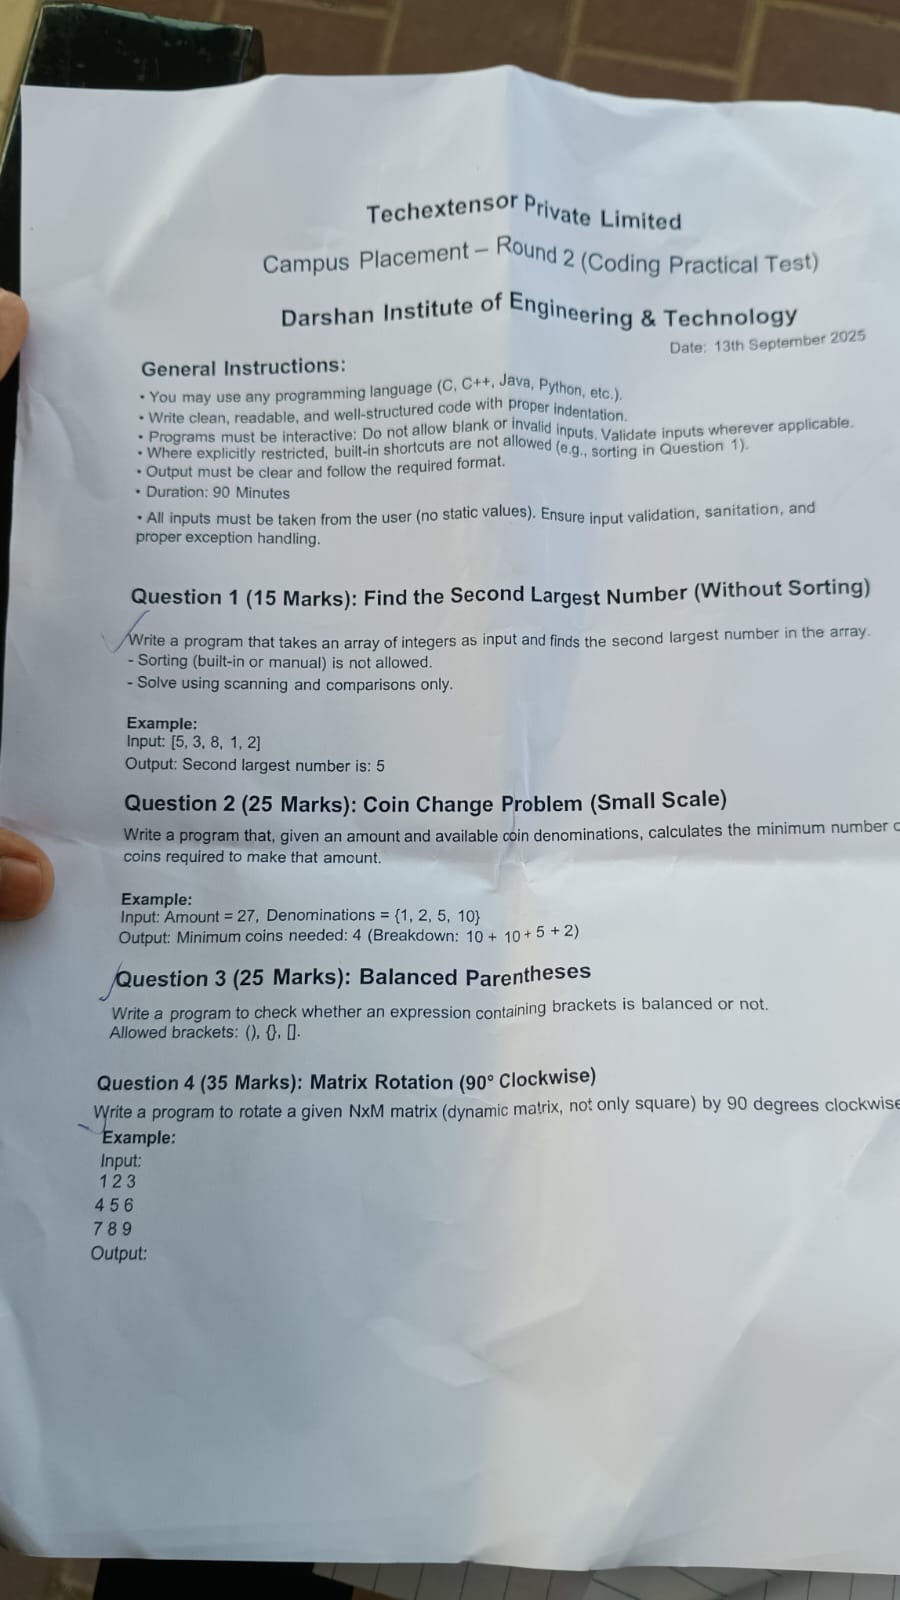 Techextensor Private Limited
Campus Placement – Round 2 (Coding Practical Test)
Darshan Institute of Engineering & Technology
Date: 13th September 2025
General Instructions:
• You may use any programming language (C, C++, Java, Python, etc.).
• Write clean, readable, and well-structured code with proper indentation.
• Programs must be interactive: Do not allow blank or invalid inputs. Validate inputs wherever applicable.
• Where explicitly restricted, built-in shortcuts are not allowed (e.g., sorting in Question 1).
• Output must be clear and follow the required format.
• Duration: 90 Minutes
• All inputs must be taken from the user (no static values). Ensure input validation, sanitation, and
proper exception handling.
Question 1 (15 Marks): Find the Second Largest Number (Without Sorting)
Write a program that takes an array of integers as input and finds the second largest number in the array.
- Sorting (built-in or manual) is not allowed.
- Solve using scanning and comparisons only.
Example:
Input: [5, 3, 8, 1, 2]
Output: Second largest number is: 5
Question 2 (25 Marks): Coin Change Problem (Small Scale)
Write a program that, given an amount and available coin denominations, calculates the minimum number
coins required to make that amount.
Example:
Input: Amount = 27, Denominations = {1, 2, 5, 10}
Output: Minimum coins needed: 4 (Breakdown: 10 + 10 + 5 + 2)
Question 3 (25 Marks): Balanced Parentheses
Write a program to check whether an expression containing brackets is balanced or not.
Allowed brackets: (), {}, [].
Question 4 (35 Marks): Matrix Rotation (90° Clockwise)
Write a program to rotate a given NxM matrix (dynamic matrix, not only square) by 90 degrees clockwise
Example:
Input:
1 2 3
4 5 6
7 8 9
Output: